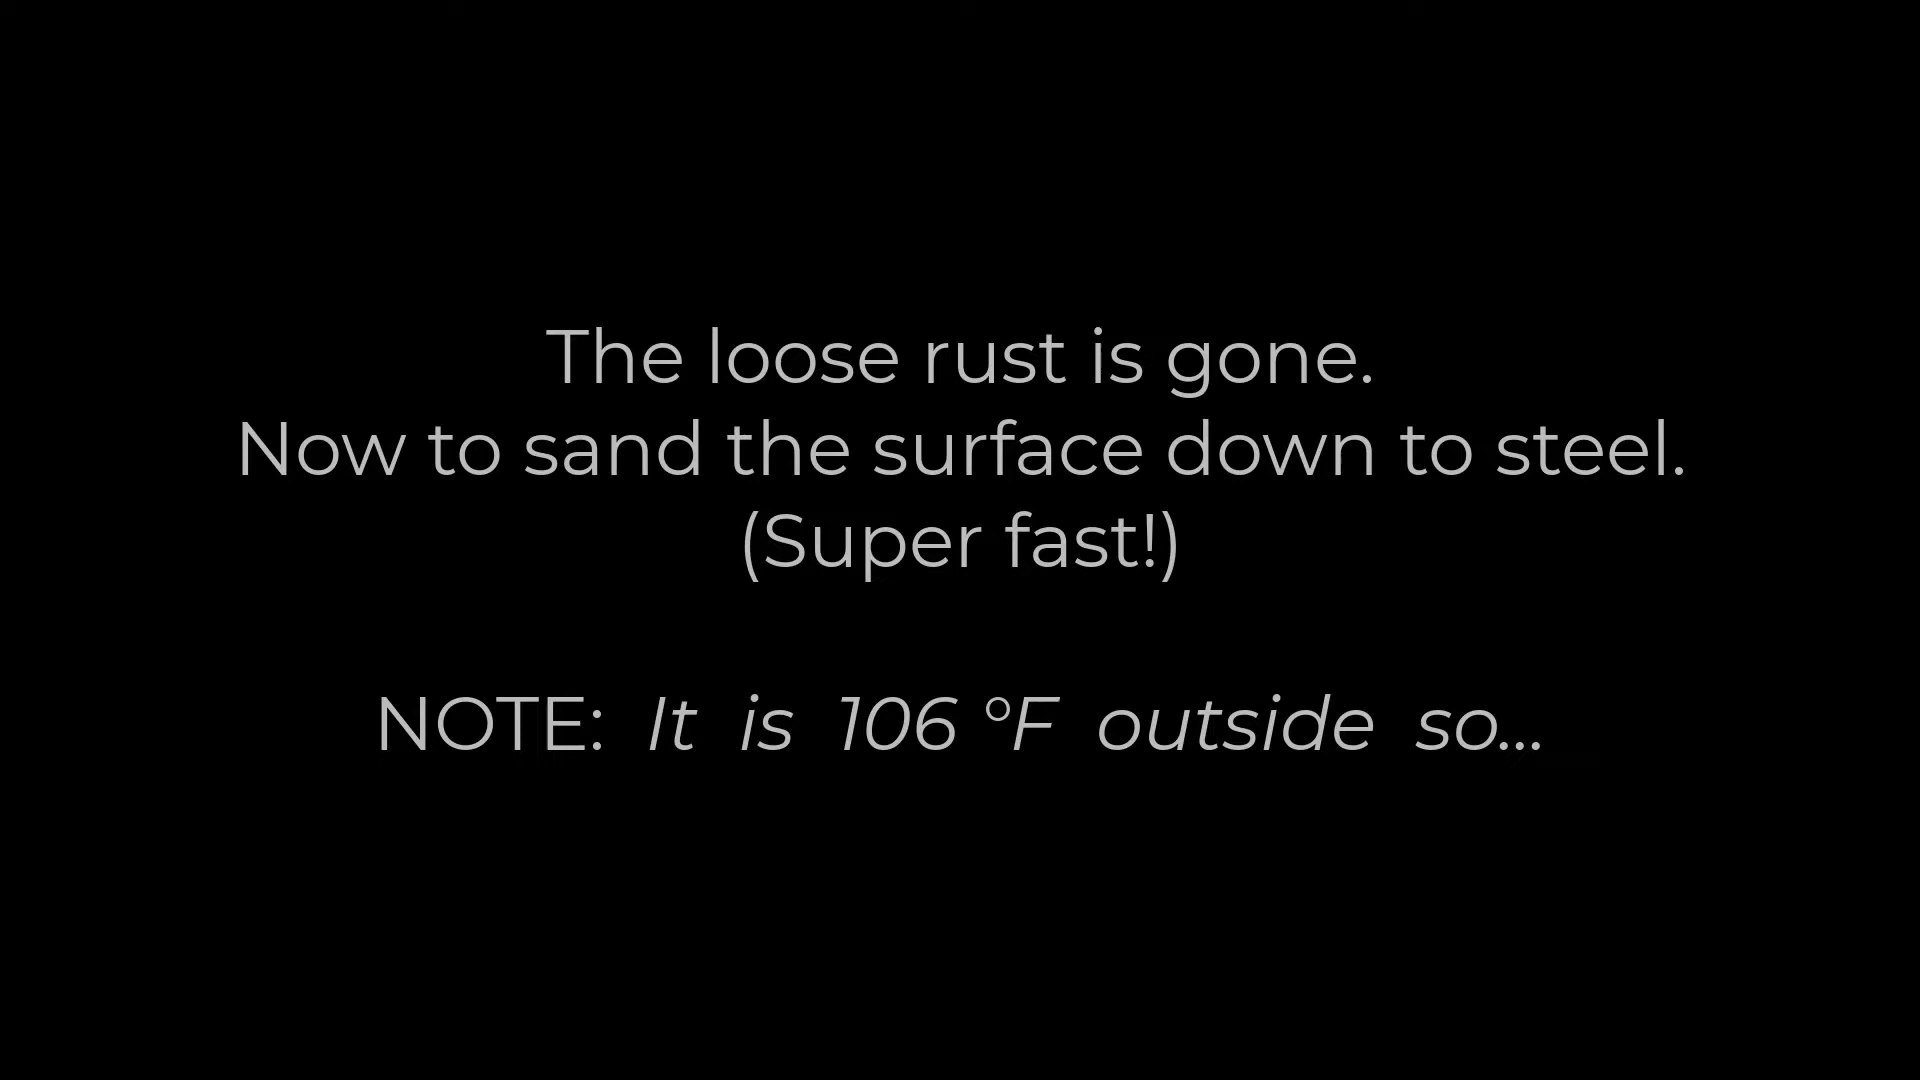 The loose rust is gone.
Now to sand the surface down to steel.
(Super fast!)
NOTE: It is 106 °F outside so...